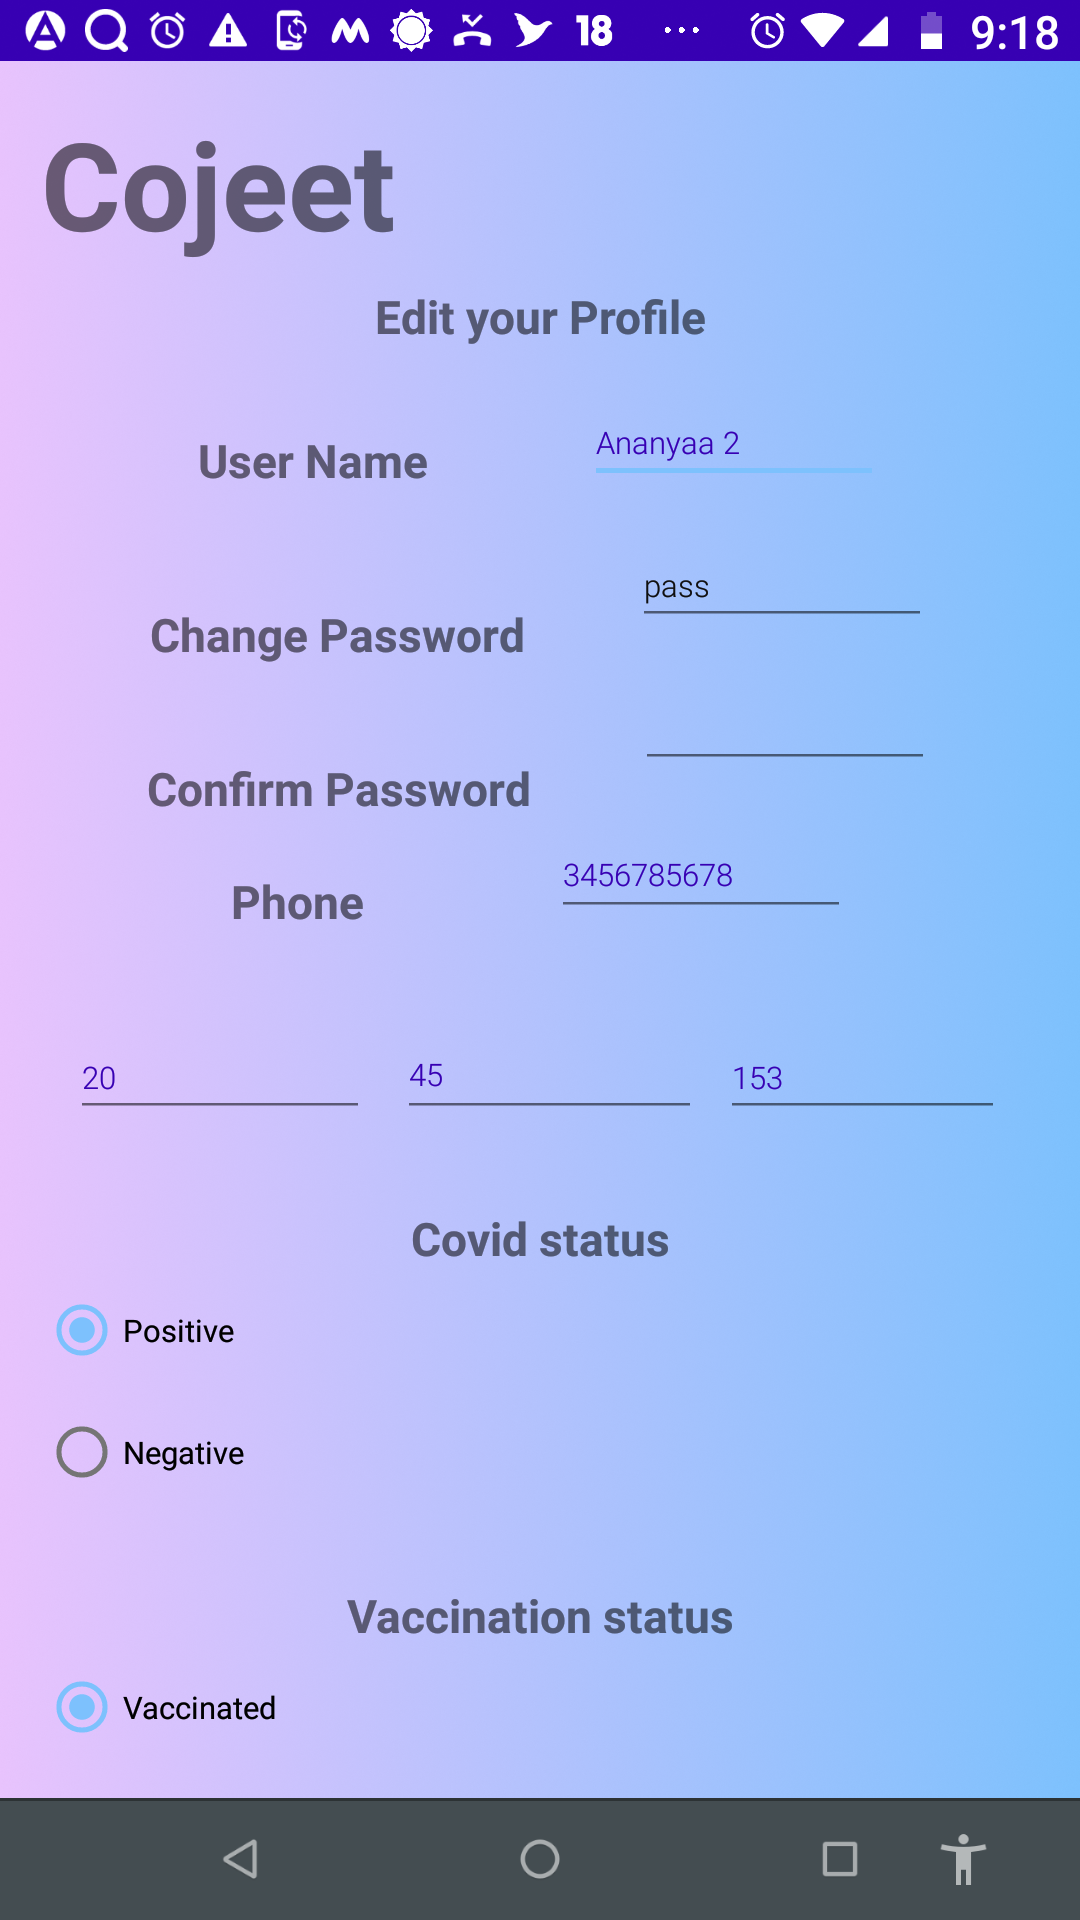 18 ... 9:18
Cojeet
Edit your Profile
User Name
Ananyaa 2
Change Password
pass
Confirm Password
Phone
3456785678
20 45 153
Covid status
Positive
Negative
Vaccination status
Vaccinated